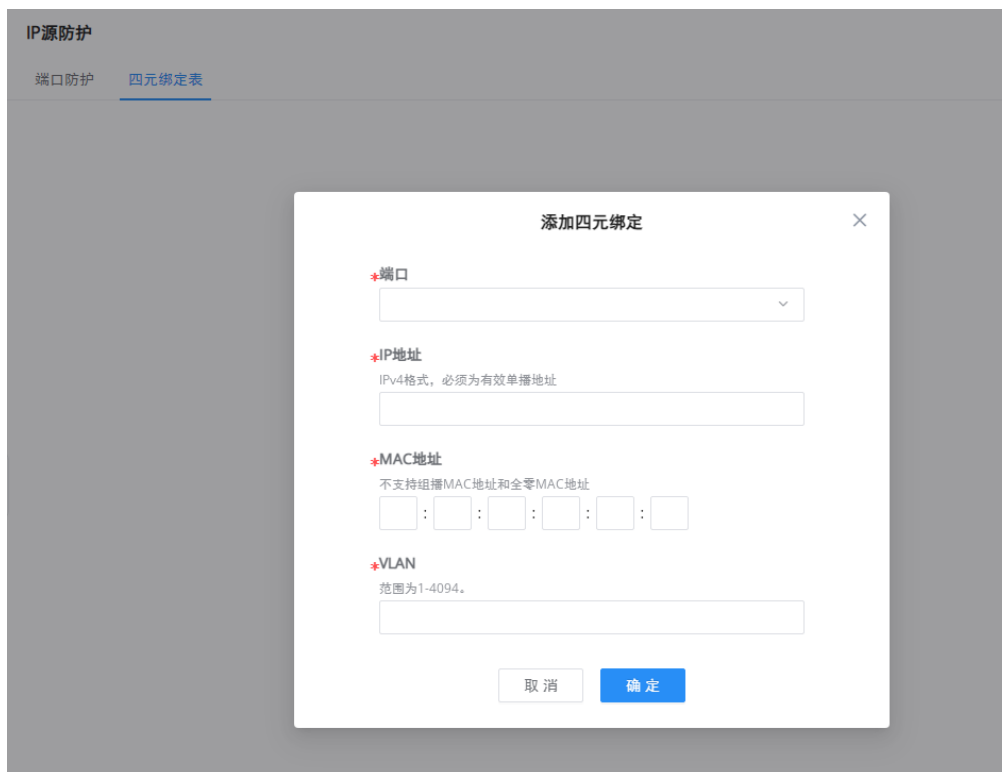 IP源防护
端口防护 四元绑定表
添加四元绑定
*端口
*IP地址
IPv4格式，必须为有效单播地址
*MAC地址
不支持组播MAC地址和全零MAC地址
: : : : :
*VLAN
范围为1-4094。
取消 确定